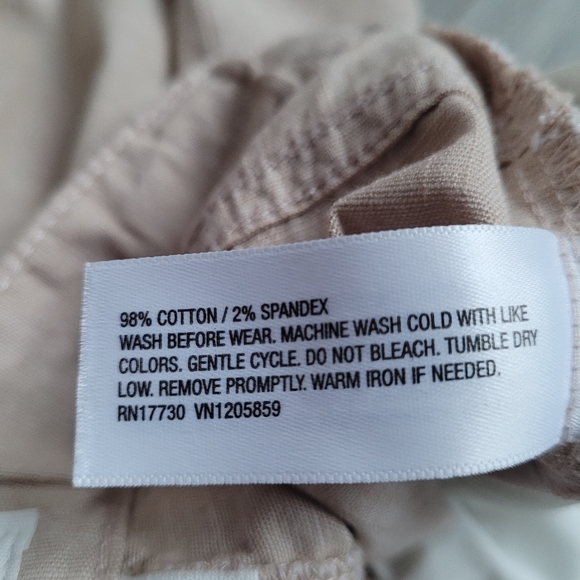 98% COTTON / 2% SPANDEX
WASH BEFORE WEAR. MACHINE WASH COLD WITH LIKE
COLORS. GENTLE CYCLE. DO NOT BLEACH. TUMBLE DRY
LOW. REMOVE PROMPTLY. WARM IRON IF NEEDED.
RN17730 VN1205859